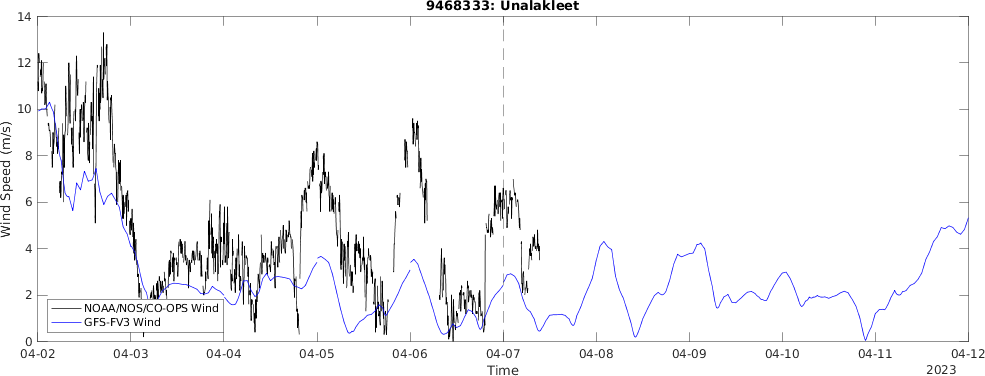 9468333: Unalakleet
14
12
10
8
6
4
2
0
Wind Speed (m/s)
NOAA/NOS/CO-OPS Wind
GFS-FV3 Wind
04-02 04-03 04-04 04-05 04-06 04-07 04-08 04-09 04-10 04-11 04-12
Time
2023